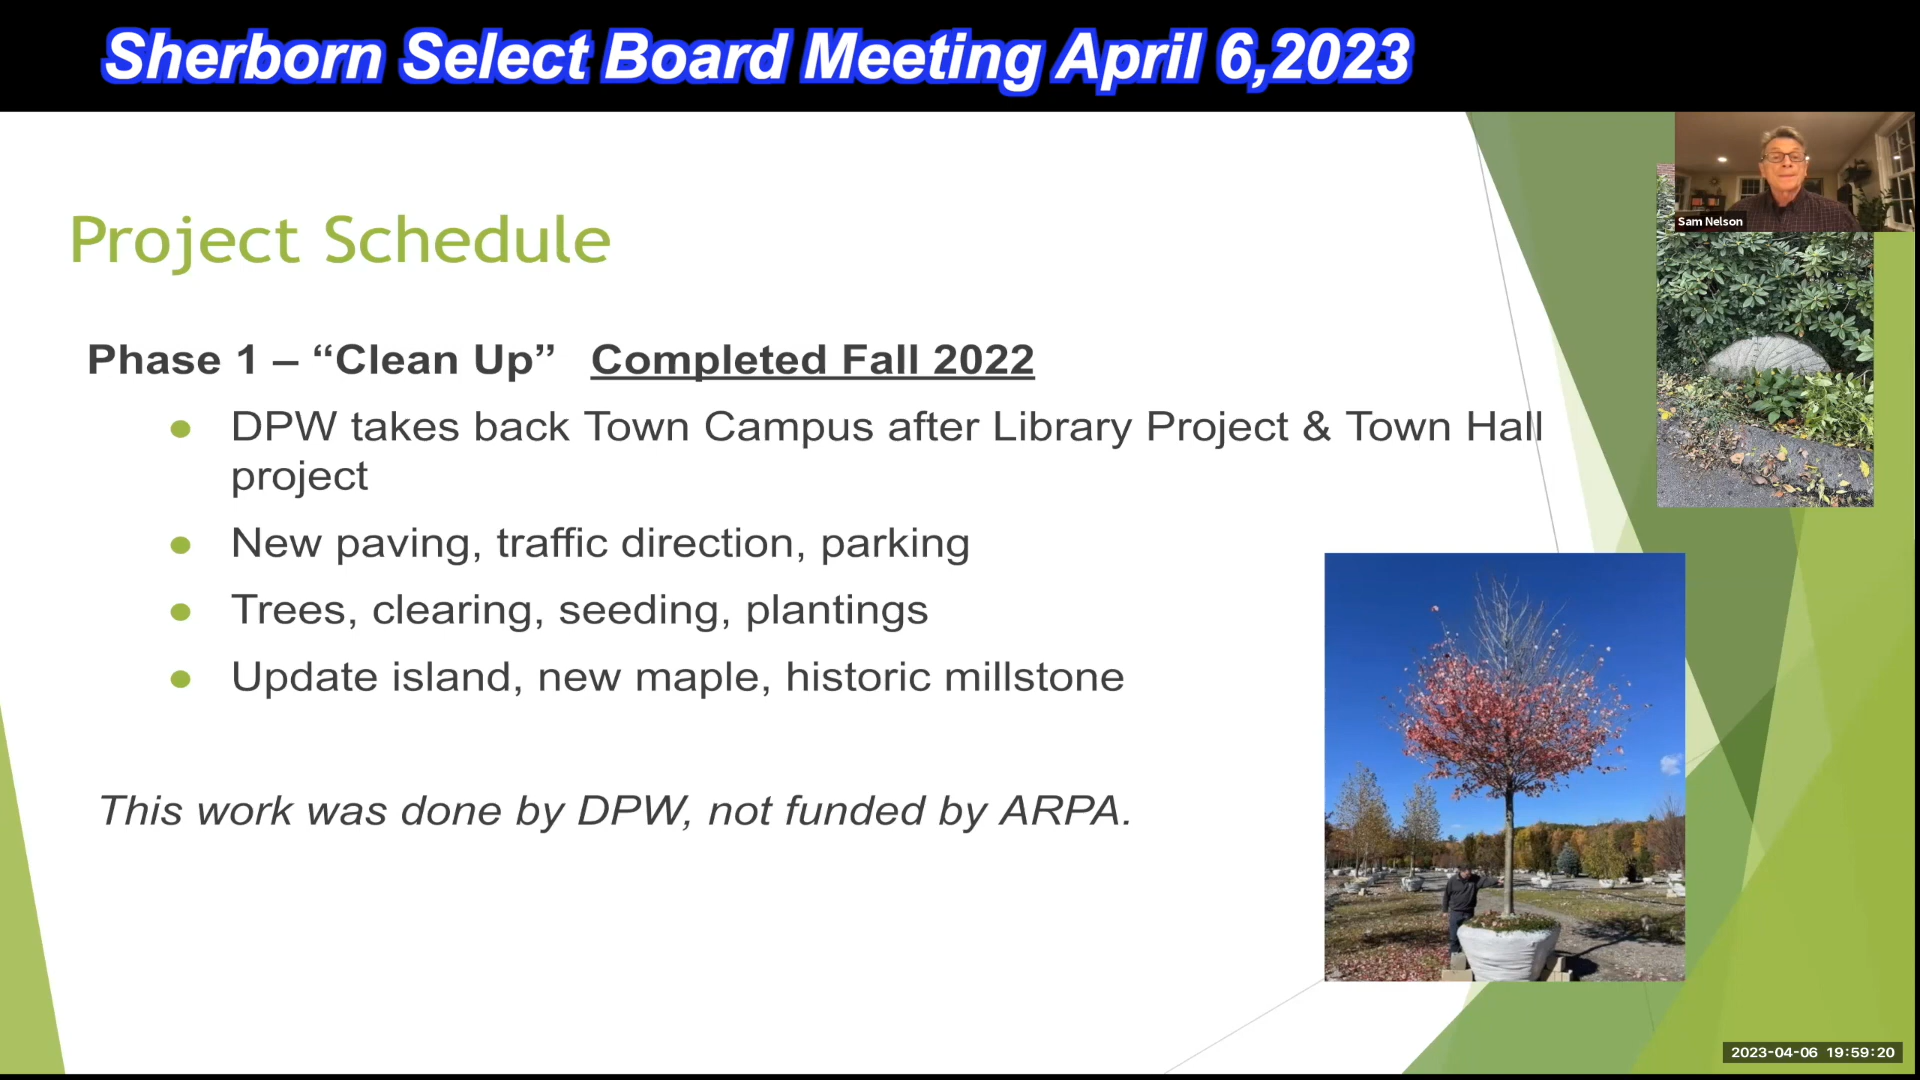 Sherborn Select Board Meeting April 6,2023
Sam Nelson
Project Schedule
Phase 1 – “Clean Up” Completed Fall 2022
● DPW takes back Town Campus after Library Project & Town Hall
project
● New paving, traffic direction, parking
● Trees, clearing, seeding, plantings
● Update island, new maple, historic millstone
This work was done by DPW, not funded by ARPA.
2023-04-06 19:59:20